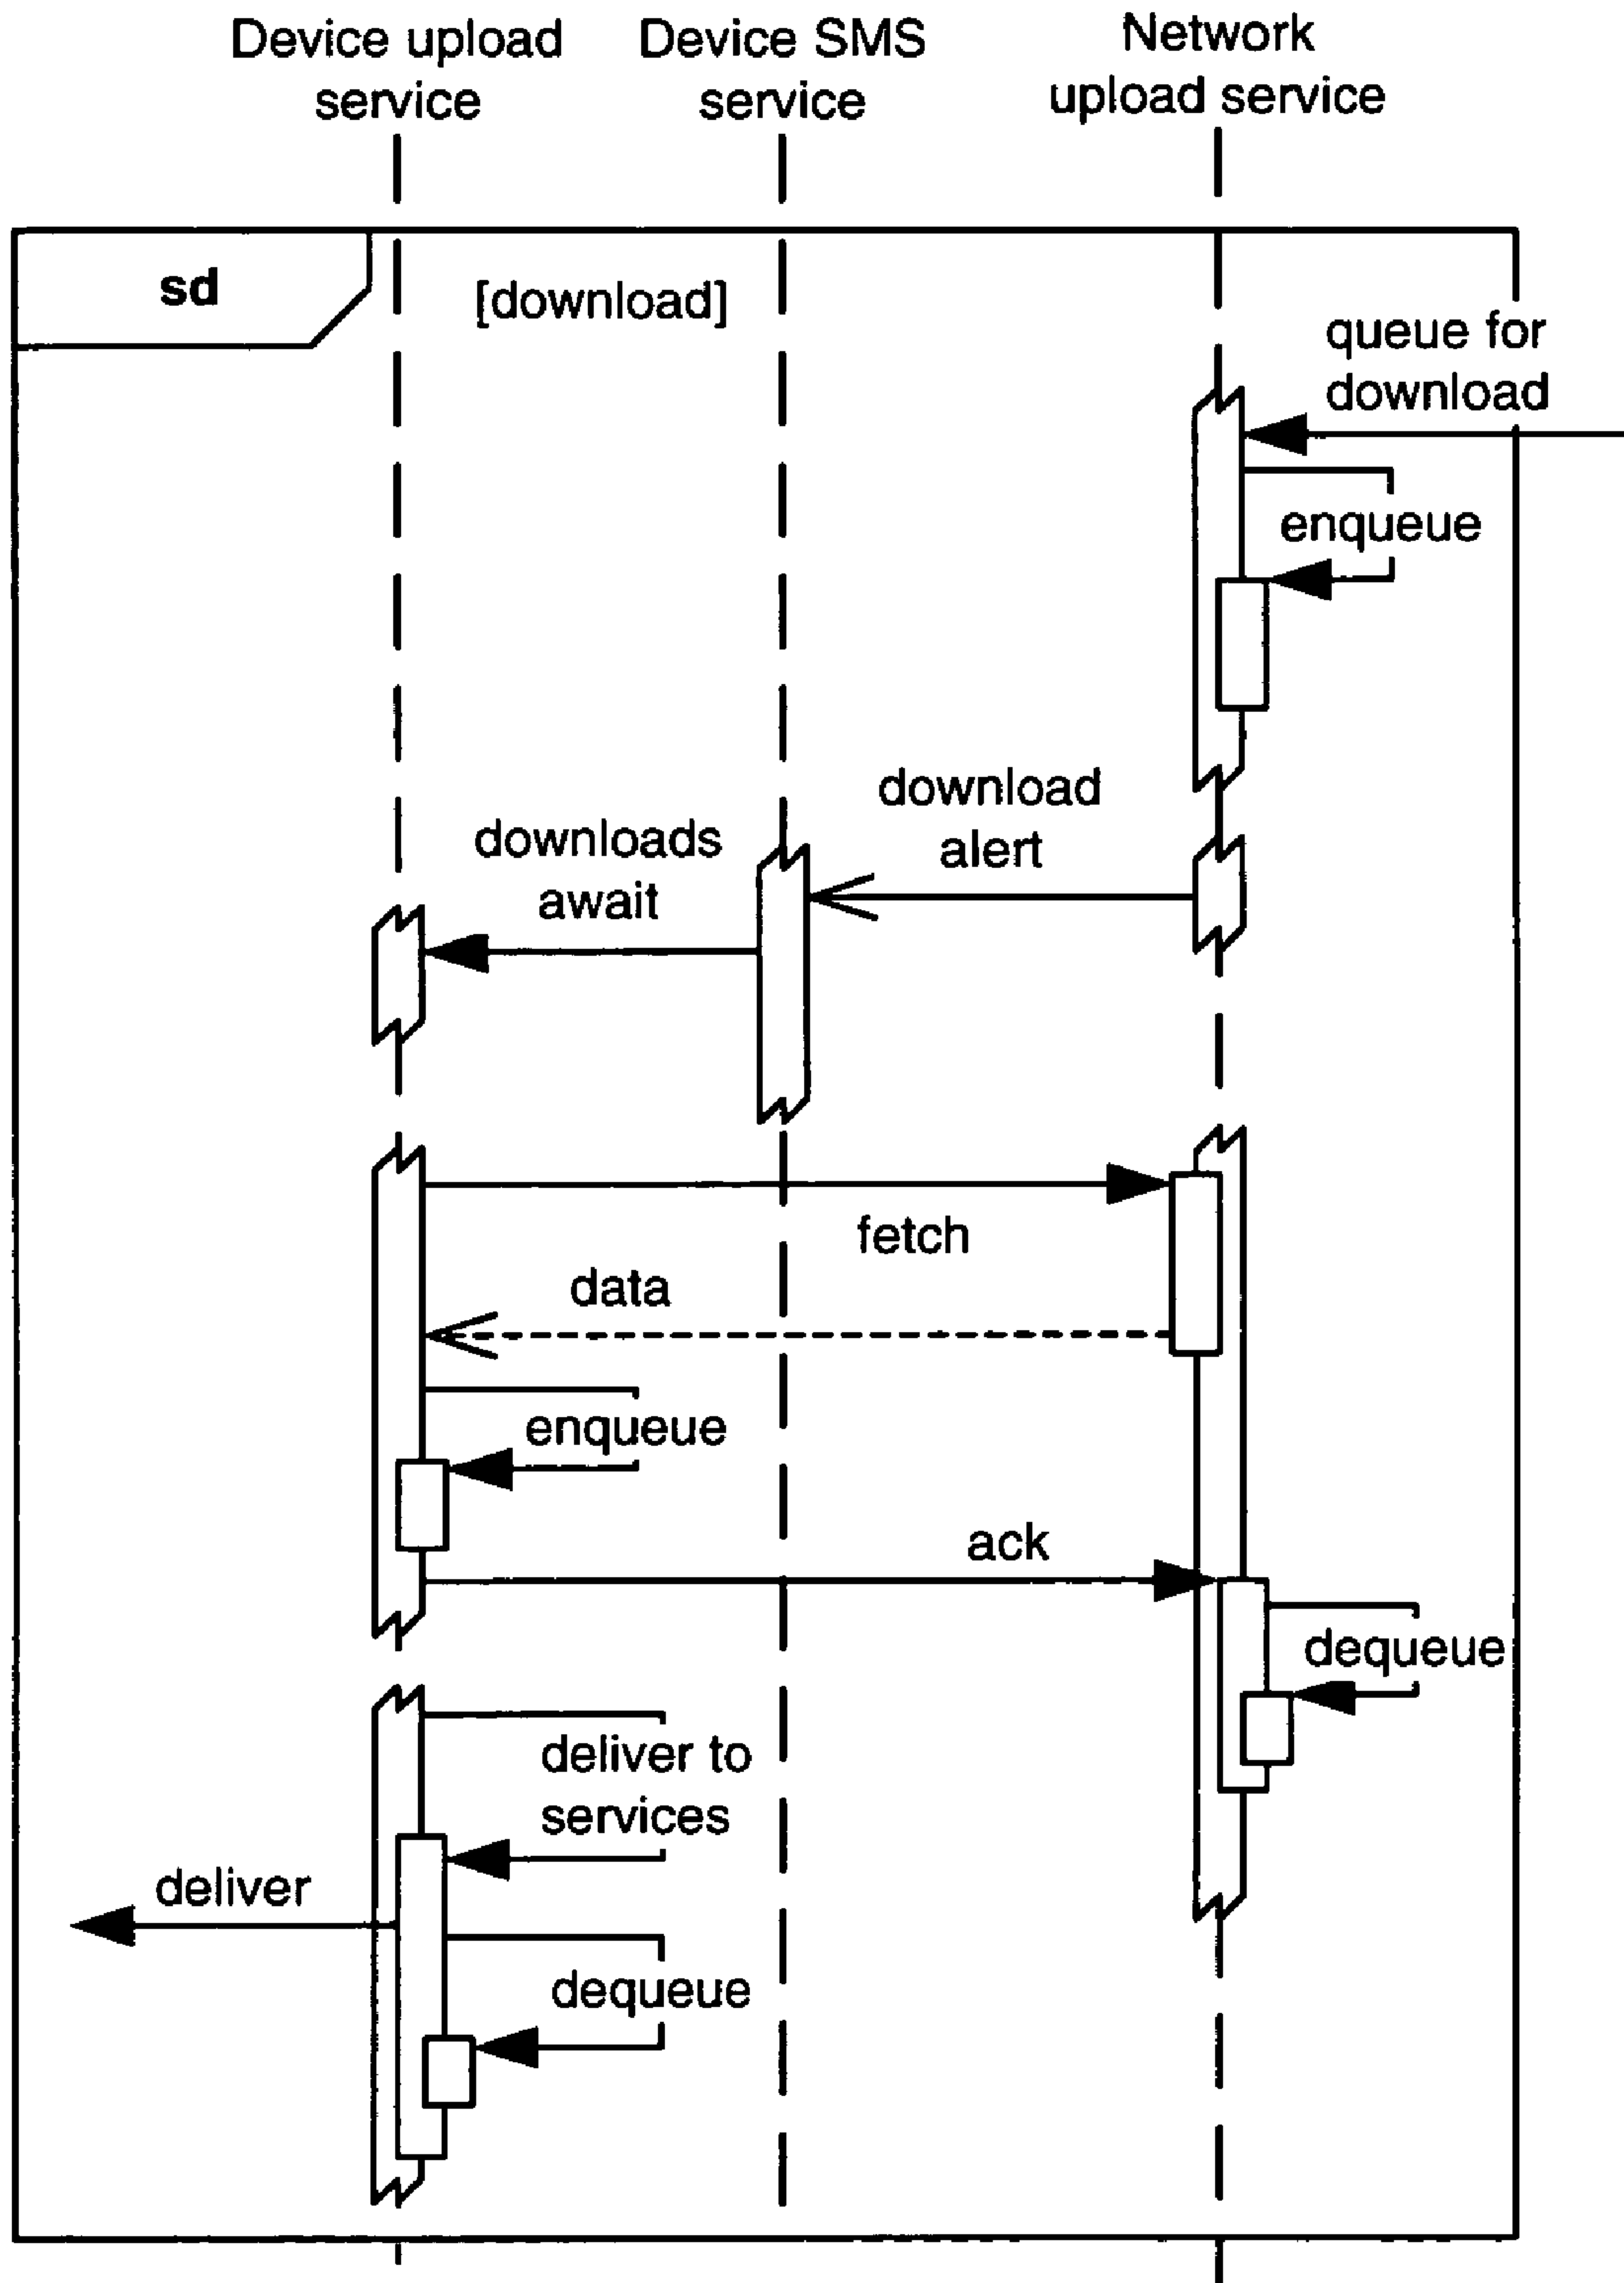 Device upload
service
Device SMS
service
Network
upload service
sd
[download]
queue for
download
enqueue
download
alert
downloads
await
fetch
data
enqueue
ack
dequeue
deliver to
services
deliver
dequeue